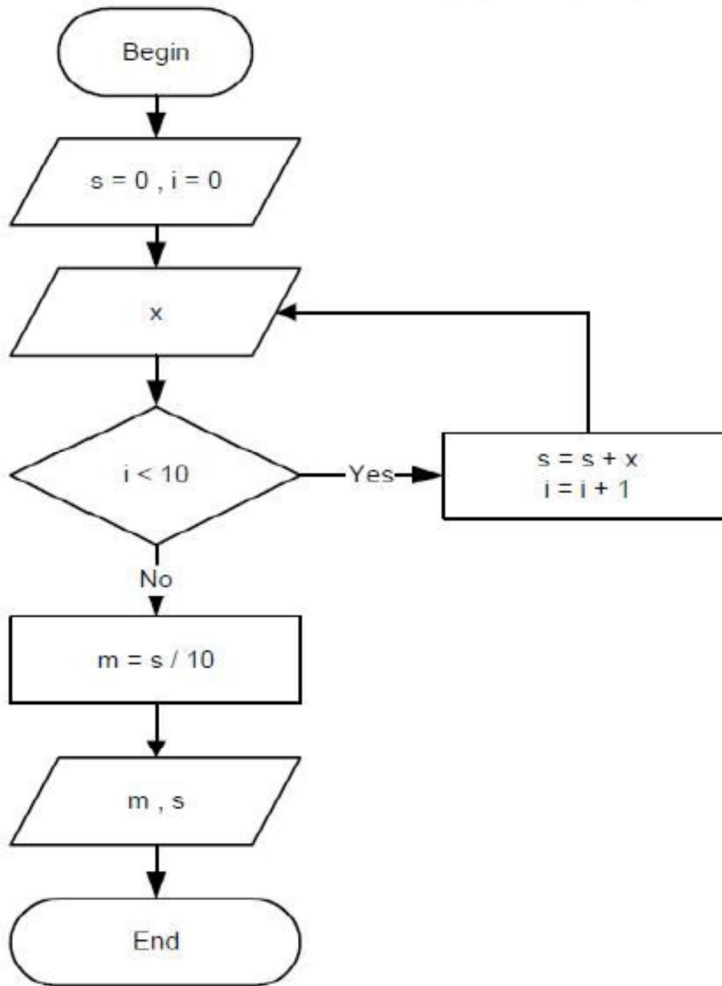 Begin
s = 0 , i = 0
x
i < 10
Yes
s = s + x
i = i + 1
No
m = s / 10
m , s
End